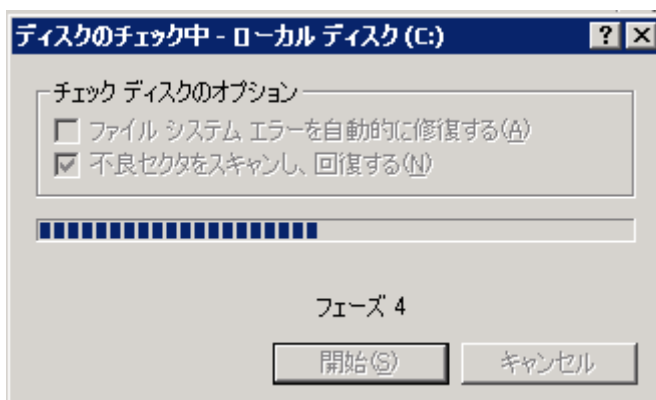 ディスクのチェック中 - ローカル ディスク (C:)
チェック ディスクのオプション
ファイル システム エラーを自動的に修復する(A)
不良セクタをスキャンし、回復する(N)
フェーズ 4
開始(S)
キャンセル